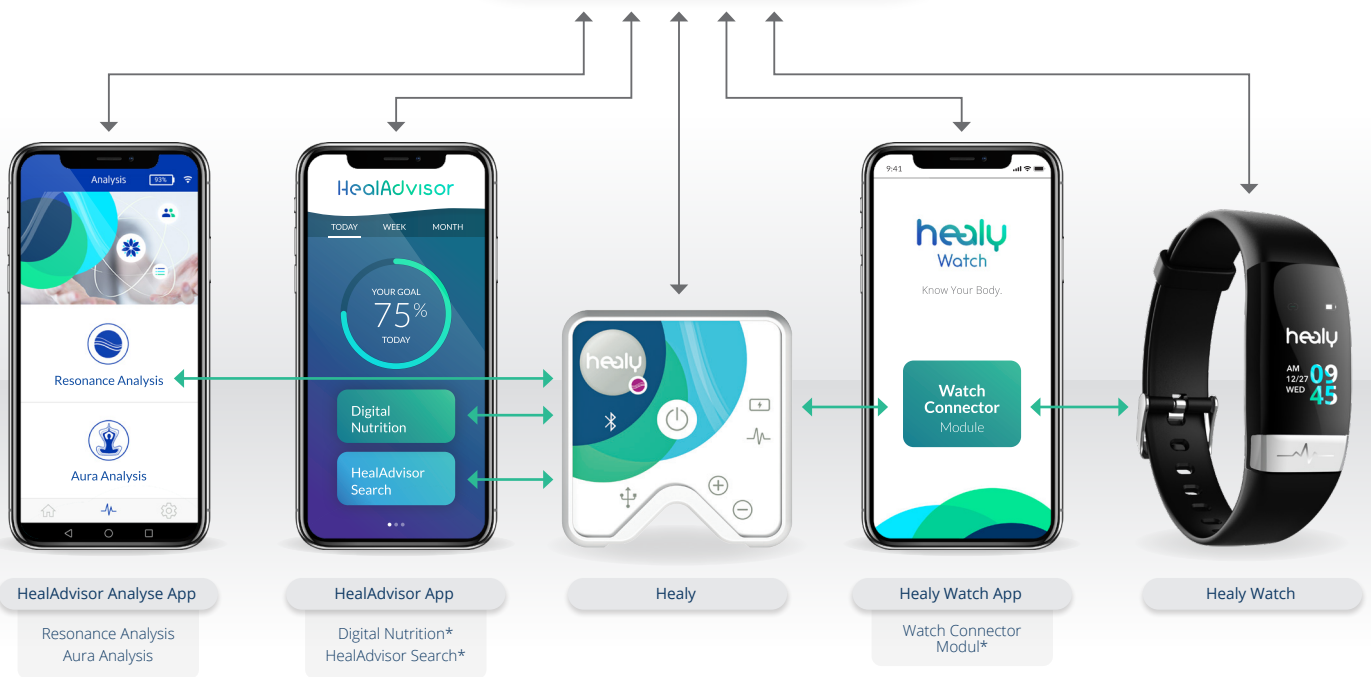 Analysis
93%
Resonance Analysis
Aura Analysis
HealAdvisor
TODAY WEEK MONTH
YOUR GOAL
75%
TODAY
Digital
Nutrition
HealAdvisor
Search
healy
9:41
healy
Watch
Know Your Body.
Watch
Connector
Module
healy
AM
12/27
WED
09
45
HealAdvisor Analyse App
Resonance Analysis
Aura Analysis
HealAdvisor App
Digital Nutrition*
HealAdvisor Search*
Healy
Healy Watch App
Watch Connector
Modul*
Healy Watch